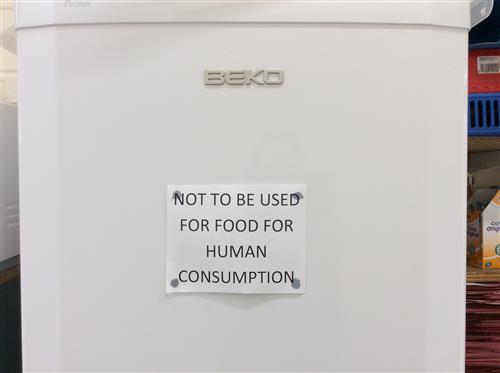 BEKO
NOT TO BE USED
FOR FOOD FOR
HUMAN
CONSUMPTION